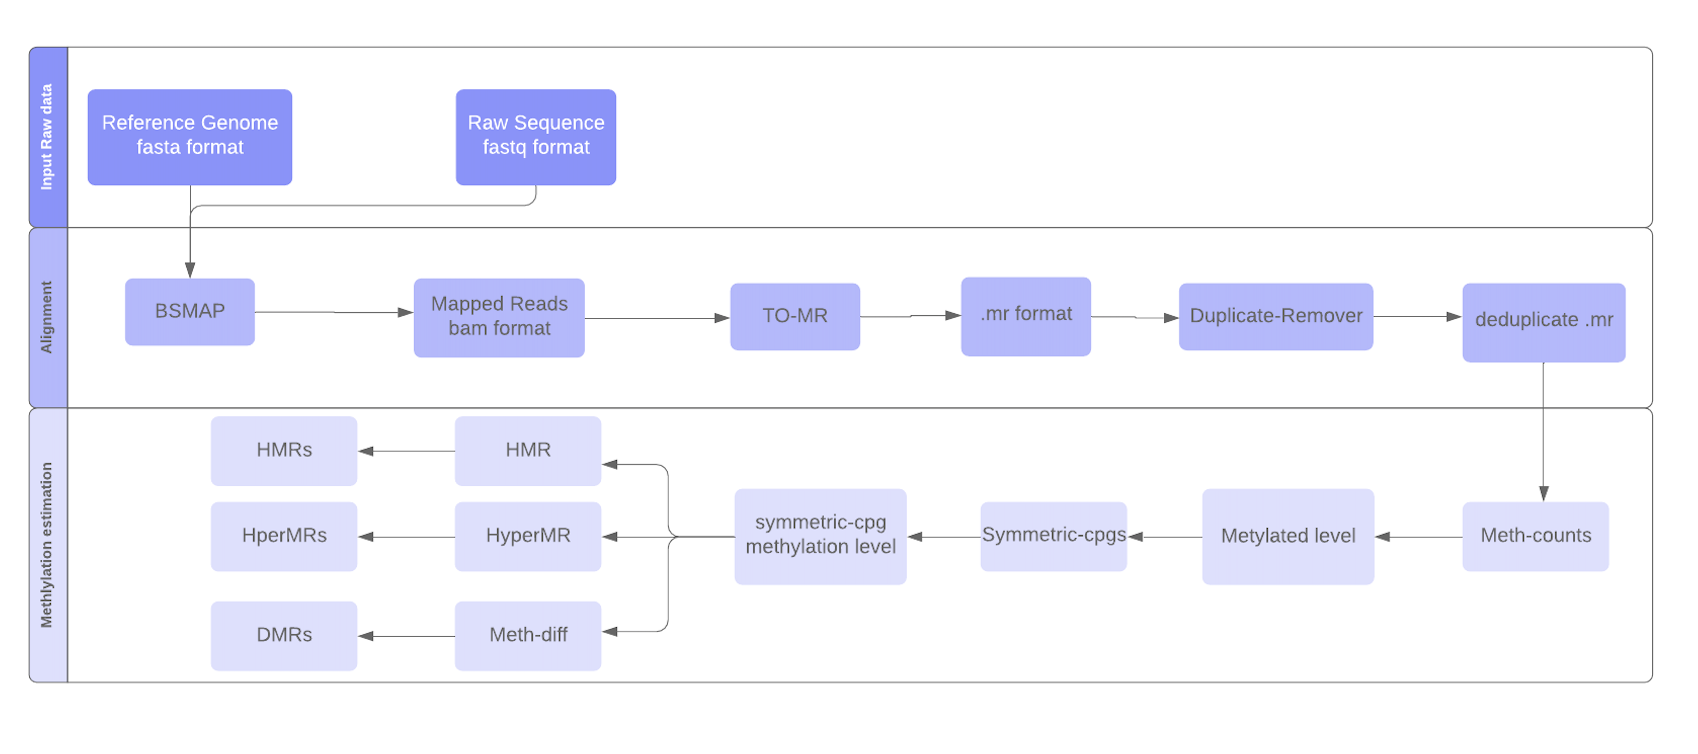 Input Raw data
Reference Genome
fasta format
Raw Sequence
fastq format
Alignment
BSMAP
Mapped Reads
bam format
TO-MR
.mr format
Duplicate-Remover
deduplicate .mr
Methlylation estimation
HMRs
HMR
HperMRs
HyperMR
DMRs
Meth-diff
symmetric-cpg
methylation level
Symmetric-cpgs
Metylated level
Meth-counts